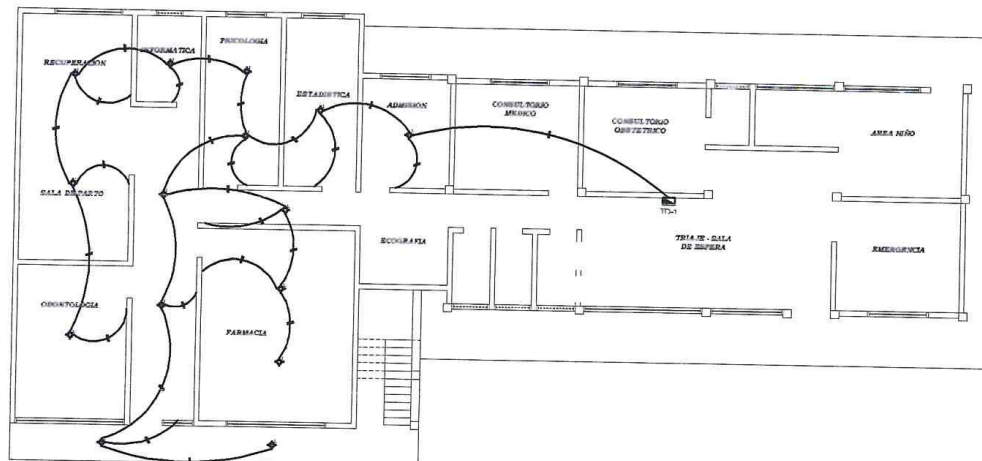 PSICOLOGIA
INFORMATICA
RECUPERACION
ESTADISTICA
ADMISION
CONSULTORIO
MEDICO
CONSULTORIO
OBSTETRICO
AREA NIÑO
SALA DE PARTO
TD-1
ECOGRAFIA
TRIAJE - SALA
DE ESPERA
EMERGENCIA
ODONTOLOGIA
FARMACIA